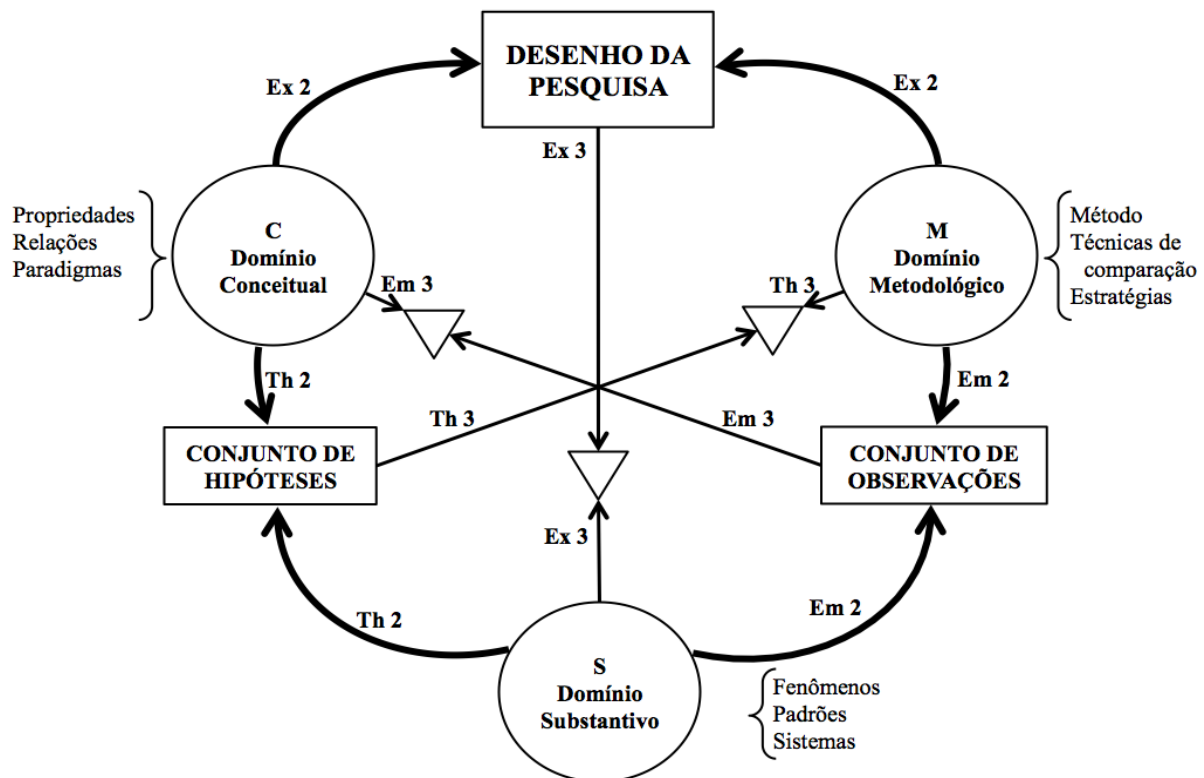 DESENHO DA
PESQUISA
Ex 2
Ex 2
Ex 3
Propriedades
Relações
Paradigmas
C
Domínio
Conceitual
M
Domínio
Metodológico
Método
Técnicas de
comparação
Estratégias
Em 3
Th 3
Th 2
Em 2
Th 3
Em 3
CONJUNTO DE
HIPÓTESES
CONJUNTO DE
OBSERVAÇÕES
Ex 3
Th 2
Em 2
S
Domínio
Substantivo
Fenômenos
Padrões
Sistemas